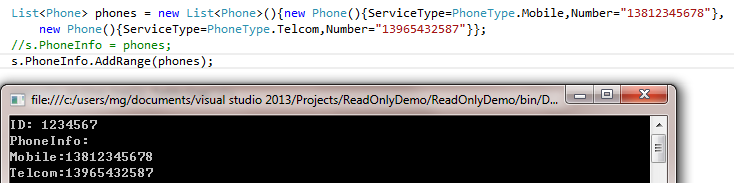 List<Phone> phones = new List<Phone>(){new Phone(){ServiceType=PhoneType.Mobile,Number="13812345678"},
new Phone(){ServiceType=PhoneType.Telcom,Number="13965432587"}};
//s.PhoneInfo = phones;
s.PhoneInfo.AddRange(phones);
file:///c:/users/mg/documents/visual studio 2013/Projects/ReadOnlyDemo/ReadOnlyDemo/bin/D...
ID: 1234567
PhoneInfo:
Mobile:13812345678
Telcom:13965432587